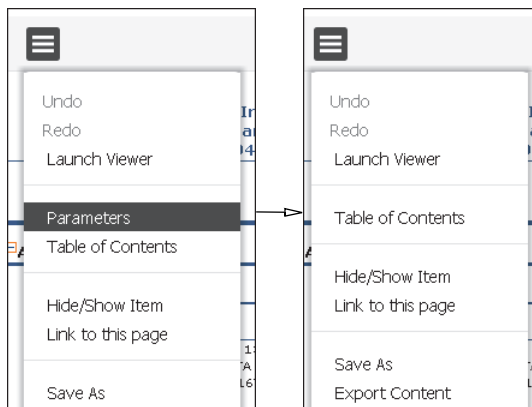 Undo
Redo
Launch Viewer
Parameters
Table of Contents
Hide/Show Item
Link to this page
Save As
Undo
Redo
Launch Viewer
Table of Contents
Hide/Show Item
Link to this page
Save As
Export Content